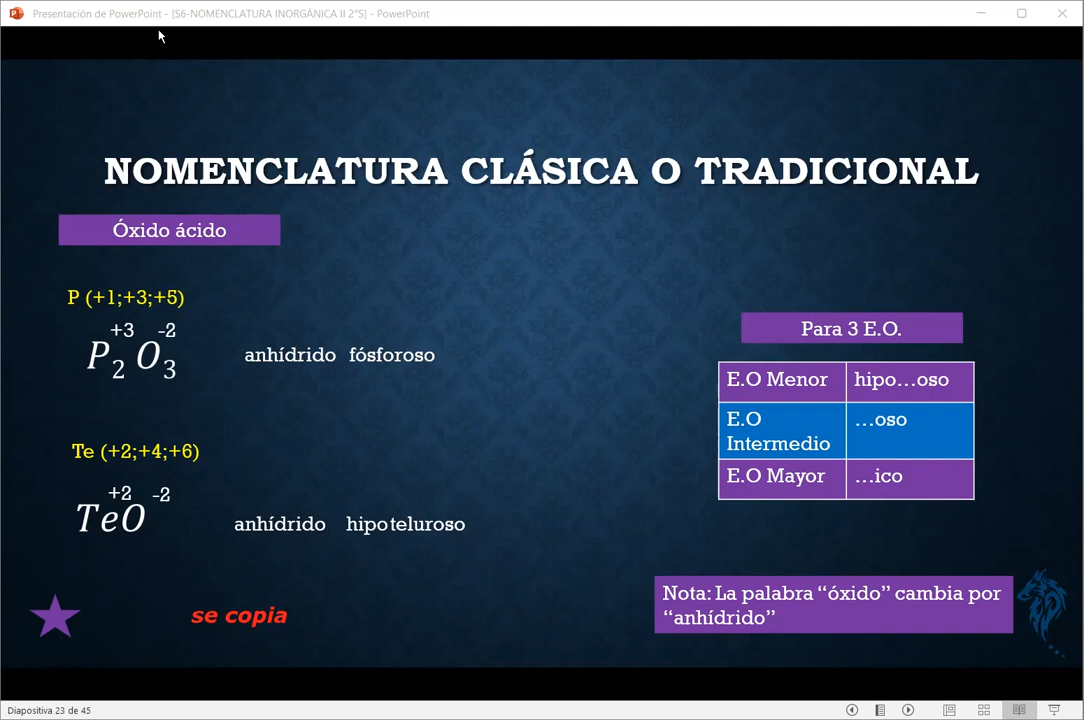 Presentación de PowerPoint - [S6-NOMENCLATURA INORGÁNICA II 2°S] - PowerPoint
NOMENCLATURA CLÁSICA O TRADICIONAL
Óxido ácido
P (+1;+3;+5)
+3 -2
P2O3 anhídrido fósforoso
Te (+2;+4;+6)
+2 -2
TeO anhídrido hipoteluroso
Para 3 E.O.
E.O Menor hipo…oso
E.O Intermedio …oso
E.O Mayor …ico
se copia
Nota: La palabra “óxido” cambia por
“anhídrido”
Diapositiva 23 de 45